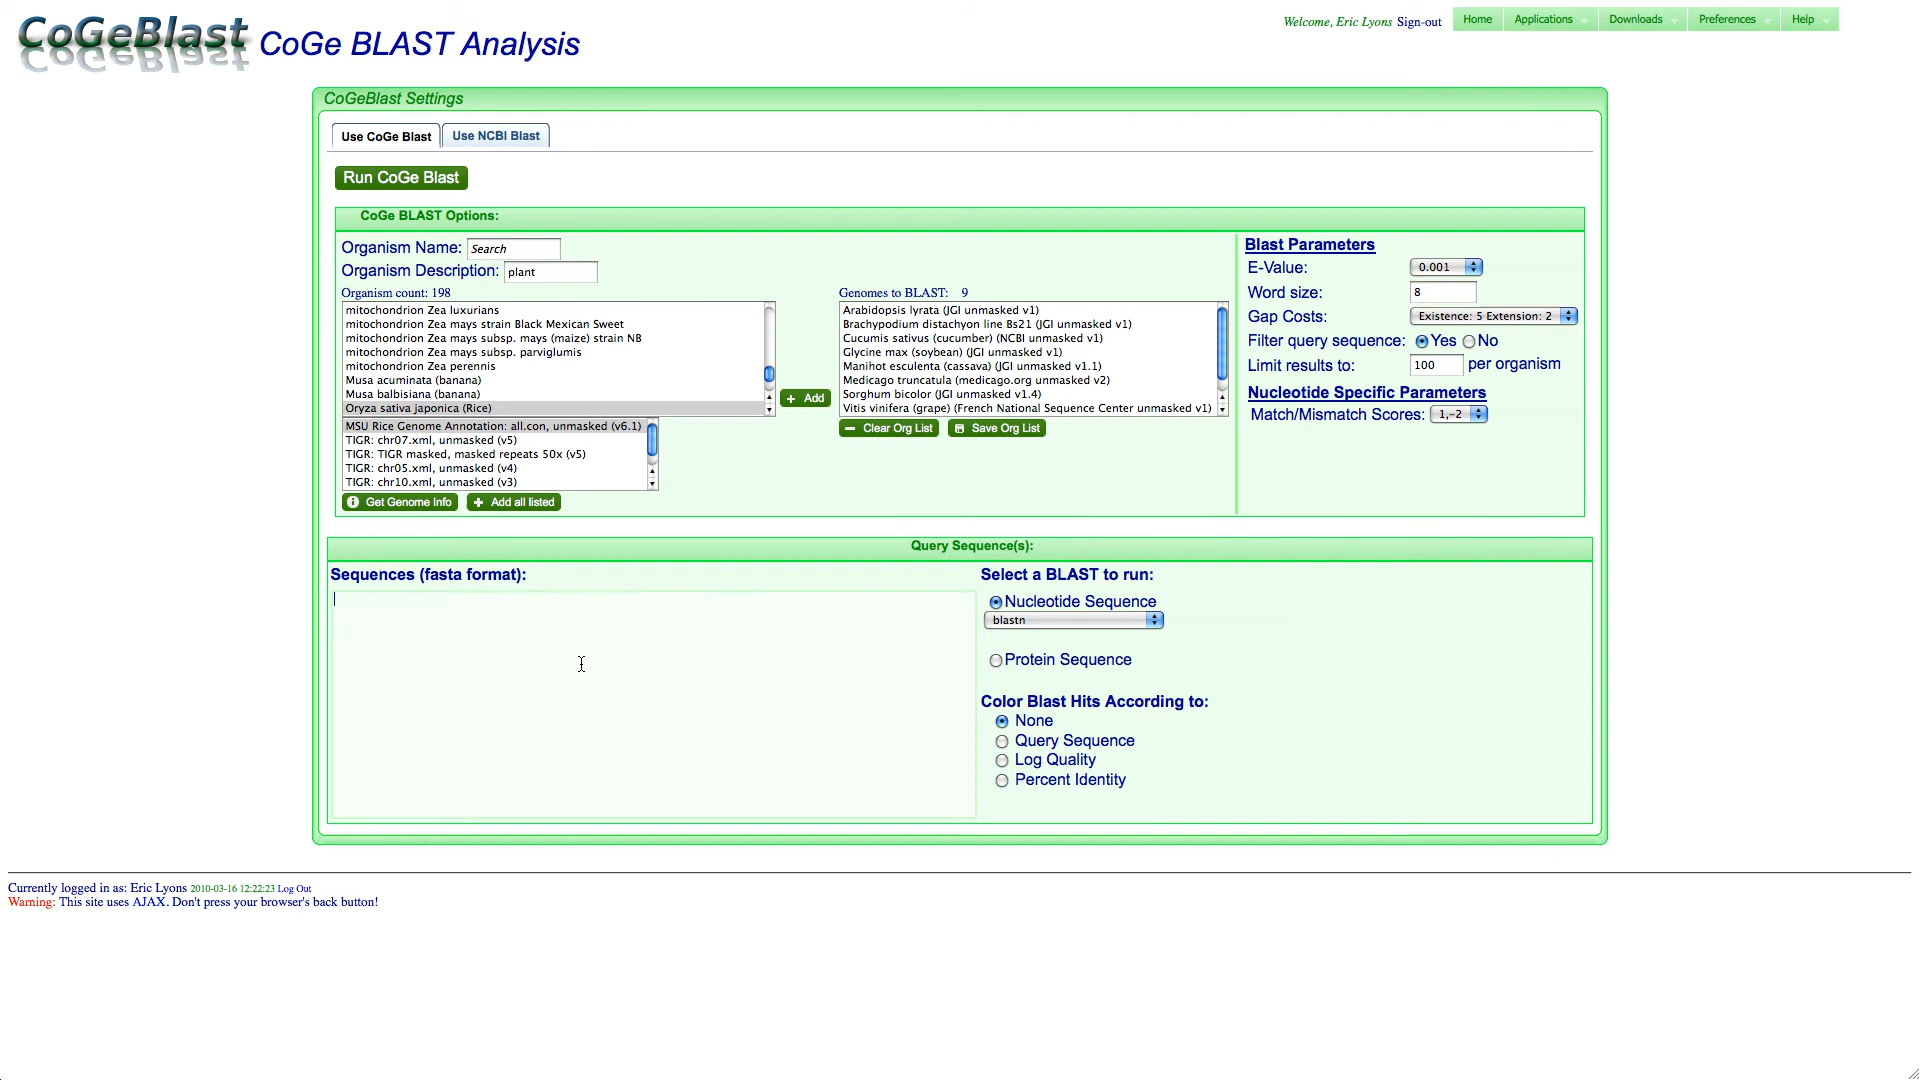 CoGeBlast CoGe BLAST Analysis
Welcome, Eric Lyons Sign-out Home Applications Downloads Preferences Help
CoGeBlast Settings
Use CoGe Blast Use NCBI Blast
Run CoGe Blast
CoGe BLAST Options:
Organism Name: Search
Organism Description: plant
Organism count: 198
mitochondrion Zea luxurians
mitochondrion Zea mays strain Black Mexican Sweet
mitochondrion Zea mays subsp. mays (maize) strain NB
mitochondrion Zea mays subsp. parviglumis
mitochondrion Zea perennis
Musa acuminata (banana)
Musa balbisiana (banana)
Oryza sativa japonica (Rice)
+ Add
MSU Rice Genome Annotation: all.con, unmasked (v6.1)
TIGR: chr07.xml, unmasked (v5)
TIGR: TIGR masked, masked repeats 50x (v5)
TIGR: chr05.xml, unmasked (v4)
TIGR: chr10.xml, unmasked (v3)
Get Genome Info + Add all listed
Genomes to BLAST: 9
Arabidopsis lyrata (JGI unmasked v1)
Brachypodium distachyon line Bs21 (JGI unmasked v1)
Cucumis sativus (cucumber) (NCBI unmasked v1)
Glycine max (soybean) (JGI unmasked v1)
Manihot esculenta (cassava) (JGI unmasked v1.1)
Medicago truncatula (medicago.org unmasked v2)
Sorghum bicolor (JGI unmasked v1.4)
Vitis vinifera (grape) (French National Sequence Center unmasked v1)
Clear Org List Save Org List
Blast Parameters
E-Value: 0.001
Word size: 8
Gap Costs: Existence: 5 Extension: 2
Filter query sequence: Yes No
Limit results to: 100 per organism
Nucleotide Specific Parameters
Match/Mismatch Scores: 1,-2
Query Sequence(s):
Sequences (fasta format):
Select a BLAST to run:
Nucleotide Sequence
blastn
Protein Sequence
Color Blast Hits According to:
None
Query Sequence
Log Quality
Percent Identity
Currently logged in as: Eric Lyons 2010-03-16 12:22:23 Log Out
Warning: This site uses AJAX. Don't press your browser's back button!